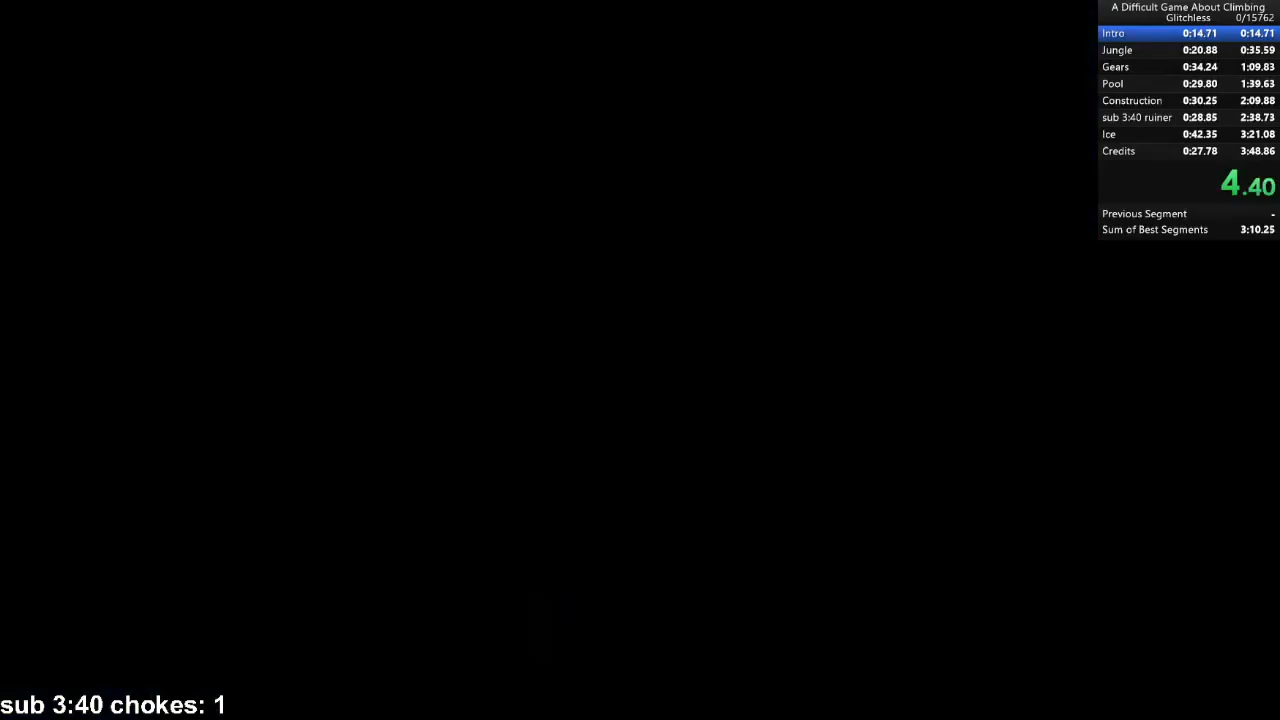 A Difficult Game About Climbing
Glitchless 0/15762
Intro 0:14.71 0:14.71
Jungle 0:20.88 0:35.59
Gears 0:34.24 1:09.83
Pool 0:29.80 1:39.63
Construction 0:30.25 2:09.88
sub 3:40 ruiner 0:28.85 2:38.73
Ice 0:42.35 3:21.08
Credits 0:27.78 3:48.86
4.40
Previous Segment -
Sum of Best Segments 3:10.25
sub 3:40 chokes: 1